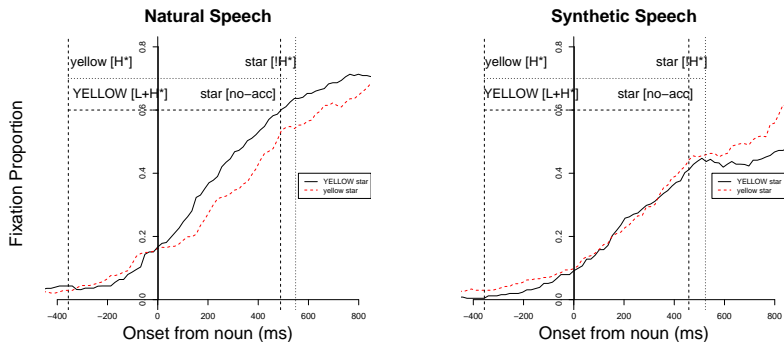 Natural Speech
Fixation Proportion
0.0 0.2 0.4 0.6 0.8
yellow [H*]
star [!H*]
YELLOW [L+H*]
star [no−acc]
YELLOW star
yellow star
−400 −200 0 200 400 600 800
Onset from noun (ms)
Synthetic Speech
0.0 0.2 0.4 0.6 0.8
yellow [H*]
star [!H*]
YELLOW [L+H*]
star [no−acc]
YELLOW star
yellow star
−400 −200 0 200 400 600 800
Onset from noun (ms)